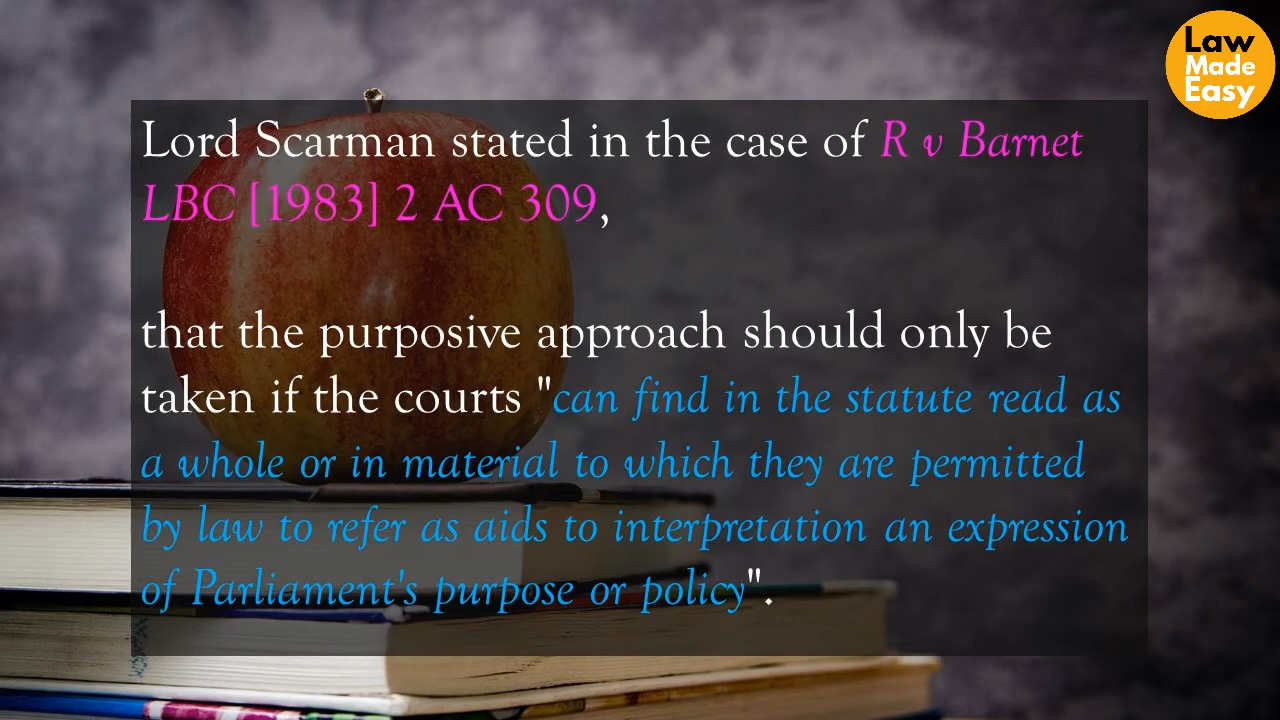 Law
Made
Easy
Lord Scarman stated in the case of R v Barnet
LBC [1983] 2 AC 309,
that the purposive approach should only be
taken if the courts "can find in the statute read as
a whole or in material to which they are permitted
by law to refer as aids to interpretation an expression
of Parliament's purpose or policy".